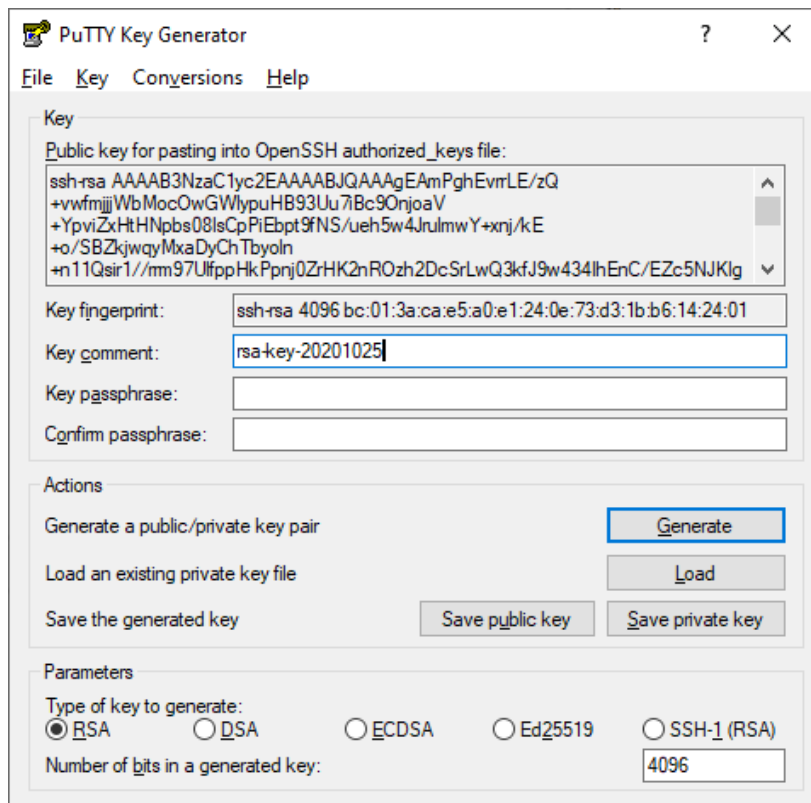 PuTTY Key Generator
?
File Key Conversions Help
Key
Public key for pasting into OpenSSH authorized_keys file:
ssh-rsa AAAAB3NzaC1yc2EAAAABJQAAAgEAmPghEvrrLE/zQ
+vwfmjjjWbMocOwGWlypuHB93Uu7iBc9OnjoaV
+YpviZxHtHNpbs08lsCpPiEbpt9fNS/ueh5w4JrulmwY+xnj/kE
+o/SBZkjwqyMxaDyChTbyoln
+n11Qsir1//rrm97UlfppHkPpnj0ZrHK2nROzh2DcSrLwQ3kfJ9w434IhEnC/EZc5NJKIg
Key fingerprint: ssh-rsa 4096 bc:01:3a:ca:e5:a0:e1:24:0e:73:d3:1b:b6:14:24:01
Key comment: rsa-key-20201025
Key passphrase:
Confirm passphrase:
Actions
Generate a public/private key pair Generate
Load an existing private key file Load
Save the generated key Save public key Save private key
Parameters
Type of key to generate:
RSA DSA ECDSA Ed25519 SSH-1 (RSA)
Number of bits in a generated key: 4096